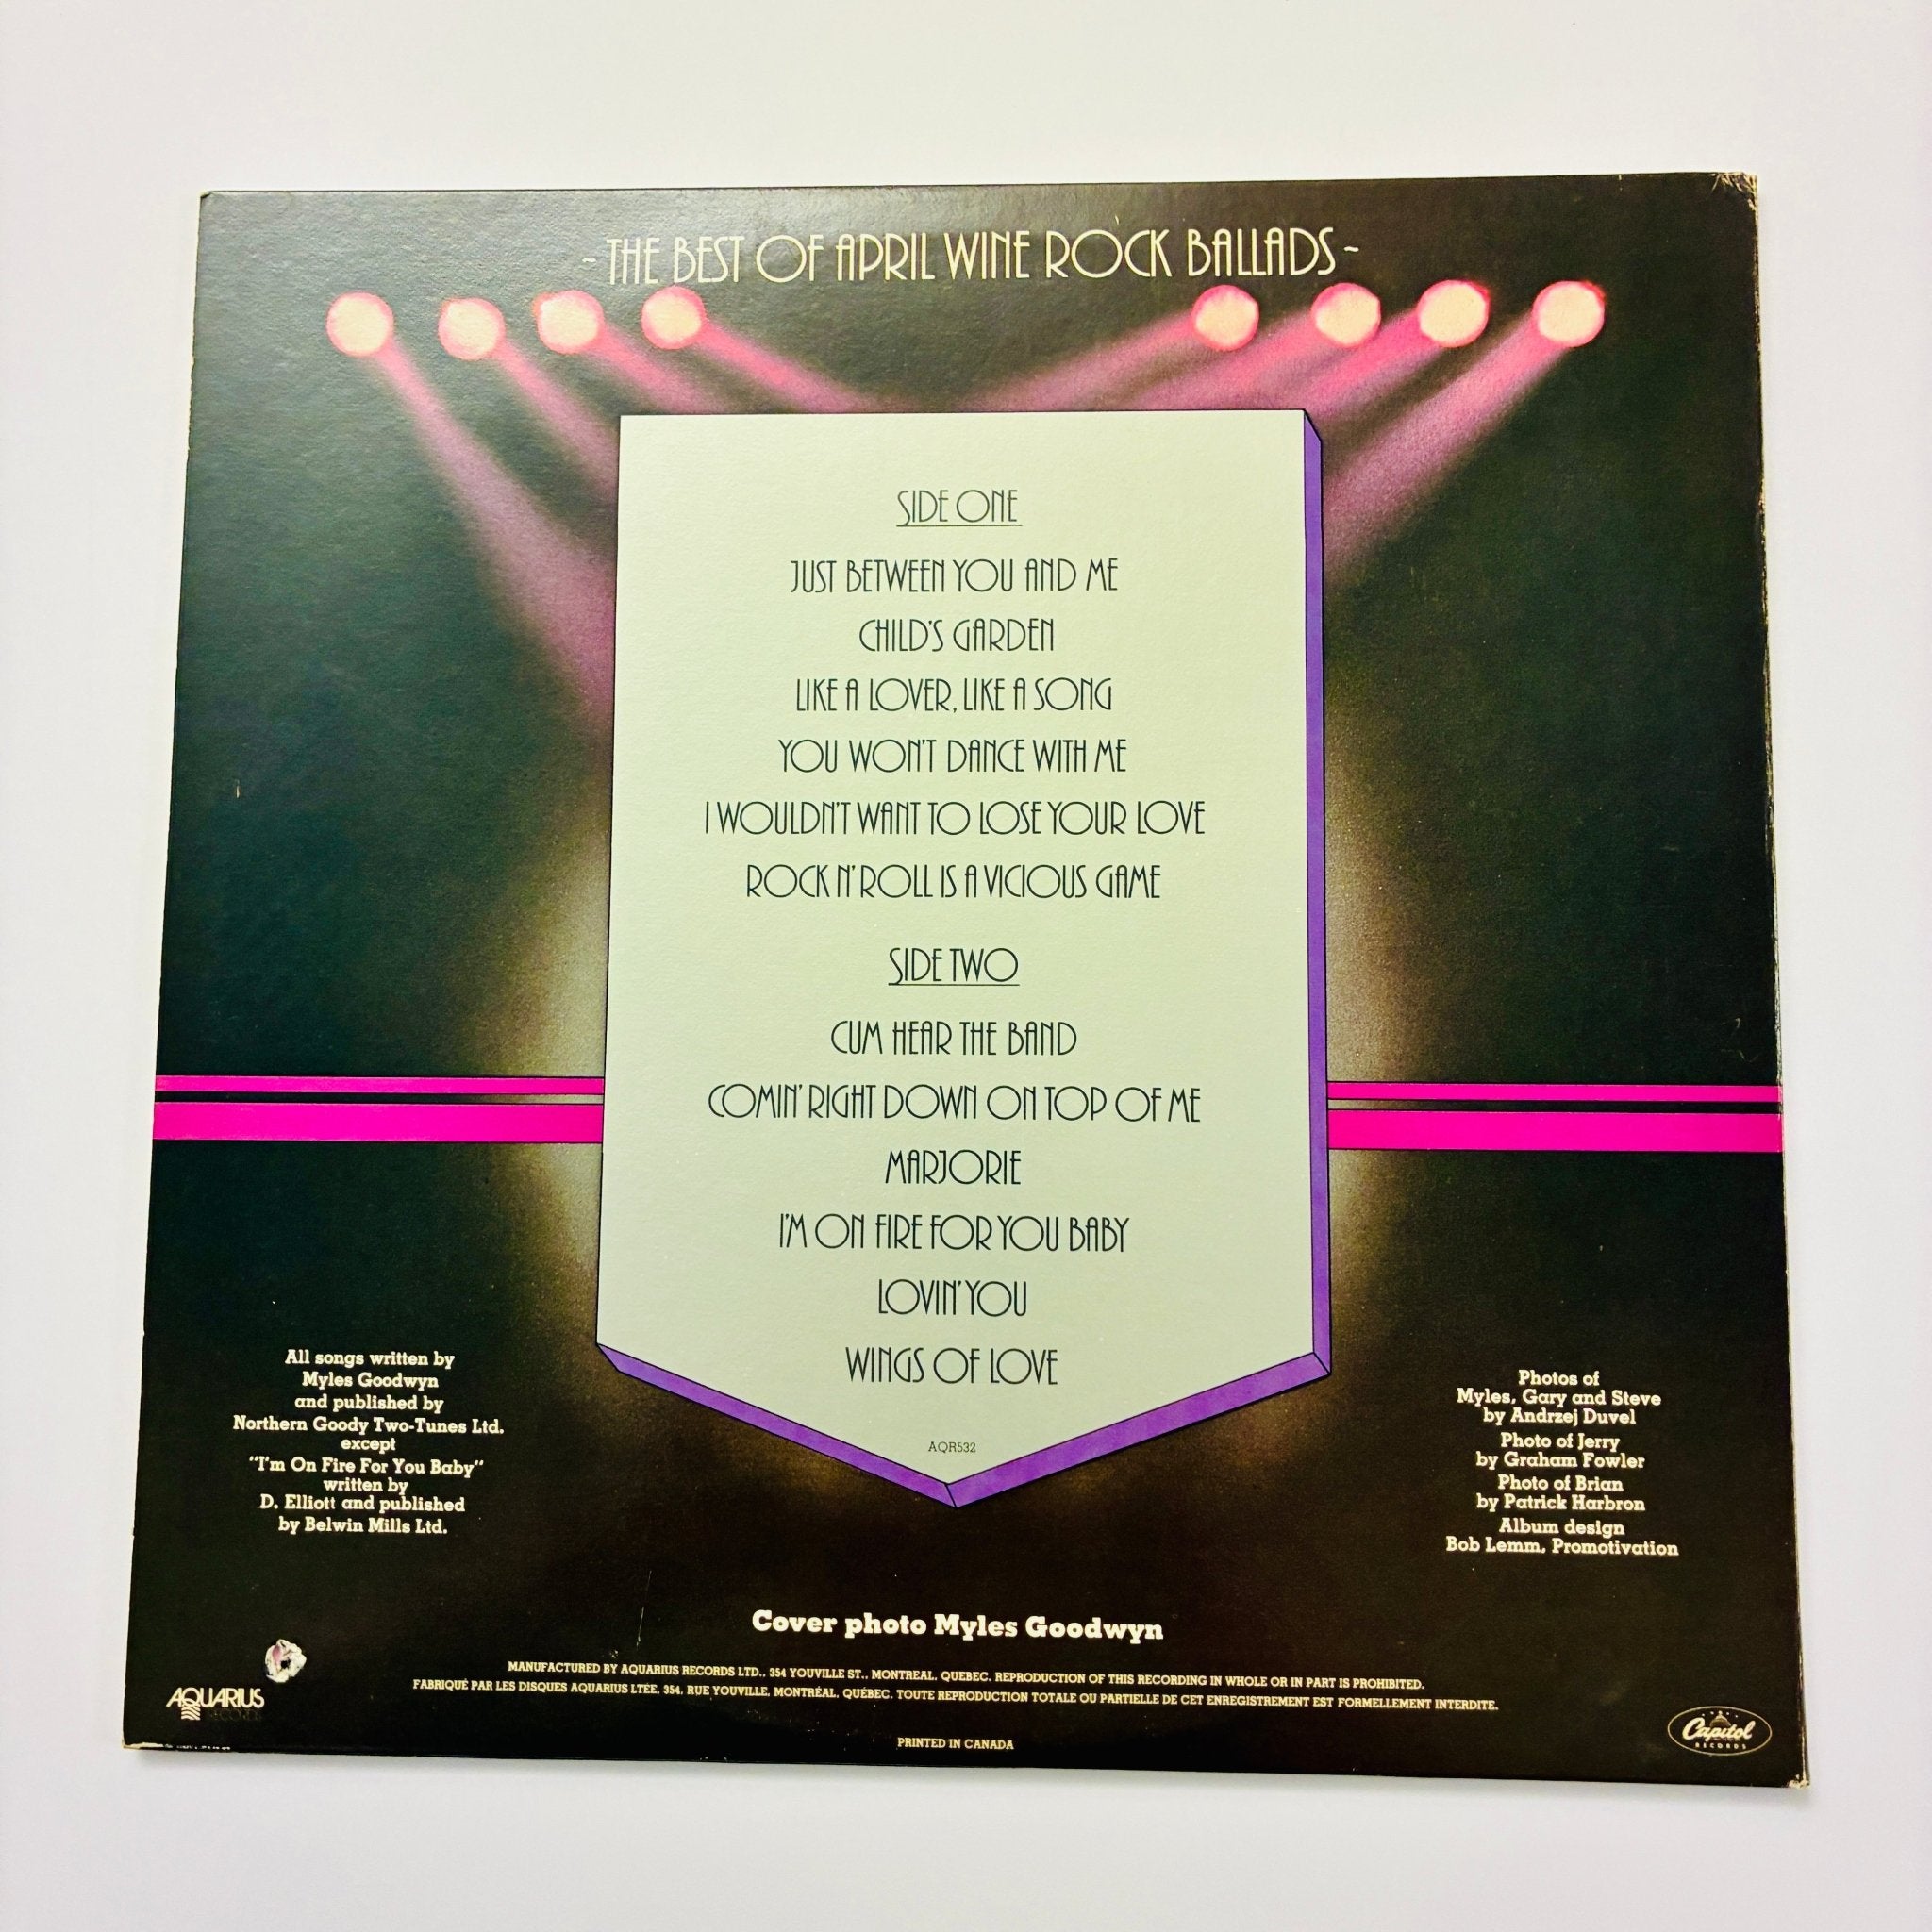 ~ THE BEST OF APRIL WINE ROCK BALLADS ~
SIDE ONE
JUST BETWEEN YOU AND ME
CHILD'S GARDEN
LIKE A LOVER, LIKE A SONG
YOU WON'T DANCE WITH ME
I WOULDN'T WANT TO LOSE YOUR LOVE
ROCK N' ROLL IS A VICIOUS GAME
SIDE TWO
CUM HEAR THE BAND
COMIN' RIGHT DOWN ON TOP OF ME
MARJORIE
I'M ON FIRE FOR YOU BABY
LOVIN' YOU
WINGS OF LOVE
AQR532
All songs written by
Myles Goodwyn
and published by
Northern Goody Two-Tunes Ltd.
except
"I'm On Fire For You Baby"
written by
D. Elliott and published
by Belwin Mills Ltd.
Photos of
Myles, Gary and Steve
by Andrzej Duvel
Photo of Jerry
by Graham Fowler
Photo of Brian
by Patrick Harbron
Album design
Bob Lemm, Promotivation
Cover photo Myles Goodwyn
MANUFACTURED BY AQUARIUS RECORDS LTD., 354 YOUVILLE ST., MONTREAL, QUEBEC. REPRODUCTION OF THIS RECORDING IN WHOLE OR IN PART IS PROHIBITED.
FABRIQUÉ PAR LES DISQUES AQUARIUS LTÉE, 354, RUE YOUVILLE, MONTRÉAL, QUÉBEC. TOUTE REPRODUCTION TOTALE OU PARTIELLE DE CET ENREGISTREMENT EST FORMELLEMENT INTERDITE.
PRINTED IN CANADA
AQUARIUS
RECORDS
Capitol
RECORDS